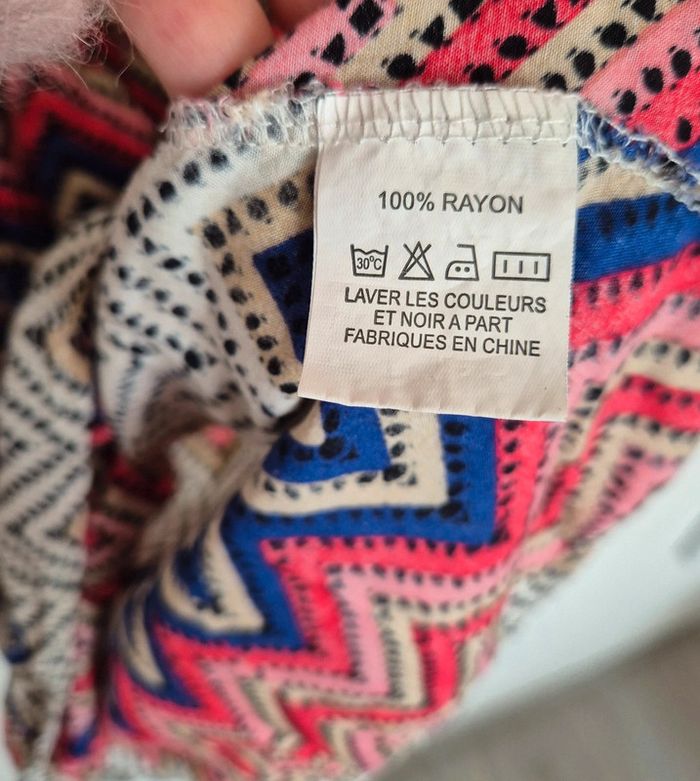 100% RAYON
30°C
LAVER LES COULEURS
ET NOIR A PART
FABRIQUES EN CHINE